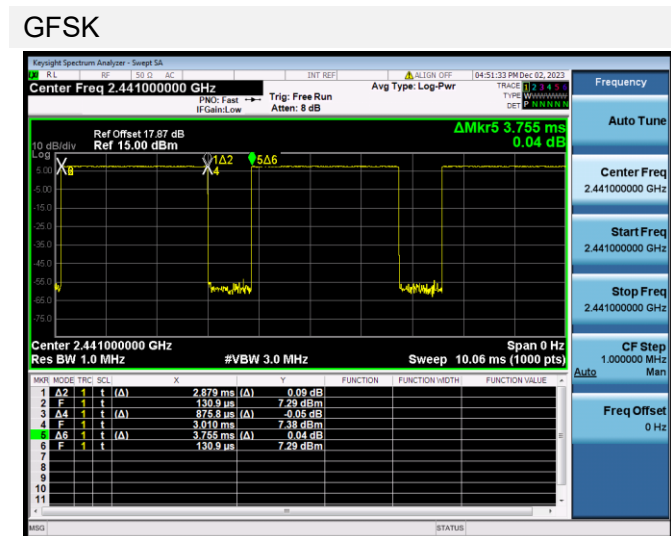 GFSK
Keysight Spectrum Analyzer - Swept SA
RL RF 50 Ω AC INT REF ALIGN OFF 04:51:33 PM Dec 02, 2023
Center Freq 2.441000000 GHz
PNO: Fast
IFGain:Low
Trig: Free Run
Atten: 8 dB
Avg Type: Log-Pwr
TRACE 1 2 3 4 5 6
TYPE WWWWWW
DET P N N N N N
Ref Offset 17.87 dB
10 dB/div Ref 15.00 dBm
ΔMkr5 3.755 ms
0.04 dB
Log
5.00
-5.00
-15.0
-25.0
-35.0
-45.0
-55.0
-65.0
-75.0
1Δ2
4
5Δ6
Center 2.441000000 GHz Span 0 Hz
Res BW 1.0 MHz #VBW 3.0 MHz Sweep 10.06 ms (1000 pts)
MKR MODE TRC SCL X Y FUNCTION FUNCTION WIDTH FUNCTION VALUE
1 Δ2 1 t (Δ) 2.879 ms (Δ) 0.09 dB
2 F 1 t 130.9 µs 7.29 dBm
3 Δ4 1 t (Δ) 875.8 µs (Δ) -0.05 dB
4 F 1 t 3.010 ms 7.38 dBm
5 Δ6 1 t (Δ) 3.755 ms (Δ) 0.04 dB
6 F 1 t 130.9 µs 7.29 dBm
7
8
9
10
11
MSG STATUS
Frequency
Auto Tune
Center Freq
2.441000000 GHz
Start Freq
2.441000000 GHz
Stop Freq
2.441000000 GHz
CF Step
1.000000 MHz
Auto Man
Freq Offset
0 Hz